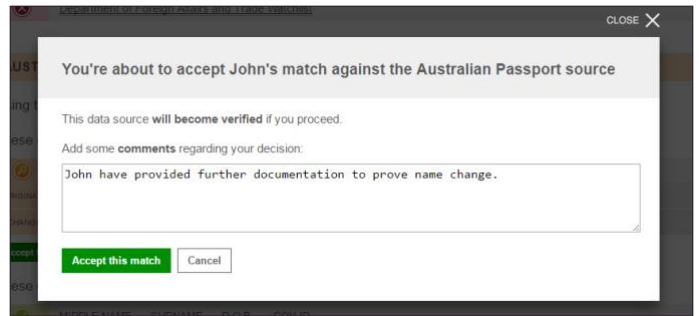 Department of Foreign Affairs and Trade Watchlist
CLOSE X
You're about to accept John's match against the Australian Passport source
This data source will become verified if you proceed.
Add some comments regarding your decision:
John have provided further documentation to prove name change.
Accept this match Cancel
MIDDLE NAME SURNAME D.O.B.